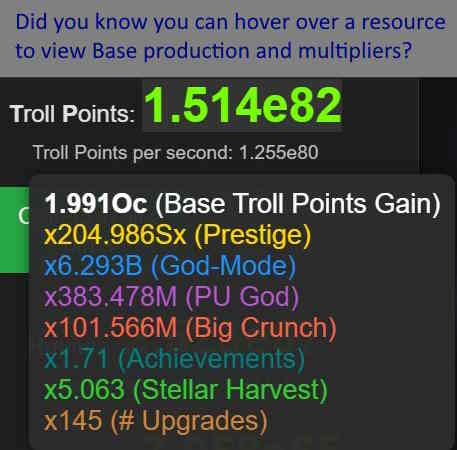 Did you know you can hover over a resource
to view Base production and multipliers?
Troll Points: 1.514e82
Troll Points per second: 1.255e80
1.991Oc (Base Troll Points Gain)
x204.986Sx (Prestige)
x6.293B (God-Mode)
x383.478M (PU God)
x101.566M (Big Crunch)
x1.71 (Achievements)
x5.063 (Stellar Harvest)
x145 (# Upgrades)